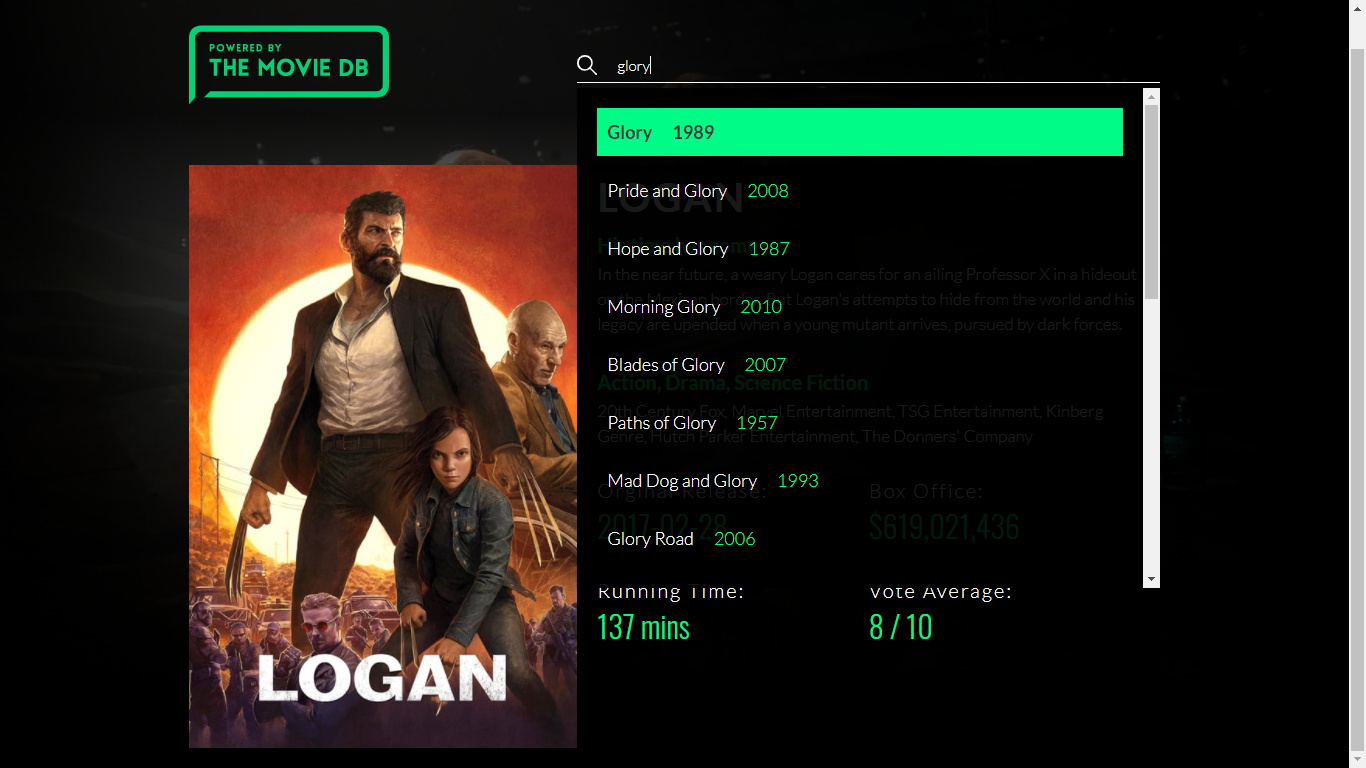 POWERED BY
THE MOVIE DB
glory
Glory 1989
Pride and Glory 2008
LOGAN
Hope and Glory 1987
In the near future, a weary Logan cares for an ailing Professor X in a hideout
Morning Glory 2010
But Logan's attempts to hide from the world and his
legacy are upended when a young mutant arrives, pursued by dark forces.
Blades of Glory 2007
Action, Drama, Science Fiction
20th Century Fox, Marvel Entertainment, TSG Entertainment, Kinberg
Paths of Glory 1957
Genre, Hutch Parker Entertainment, The Donners' Company
Mad Dog and Glory 1993
Orginal Release: Box Office:
2017-02-28 $619,021,436
Glory Road 2006
Running Time: Vote Average:
137 mins 8 / 10
LOGAN